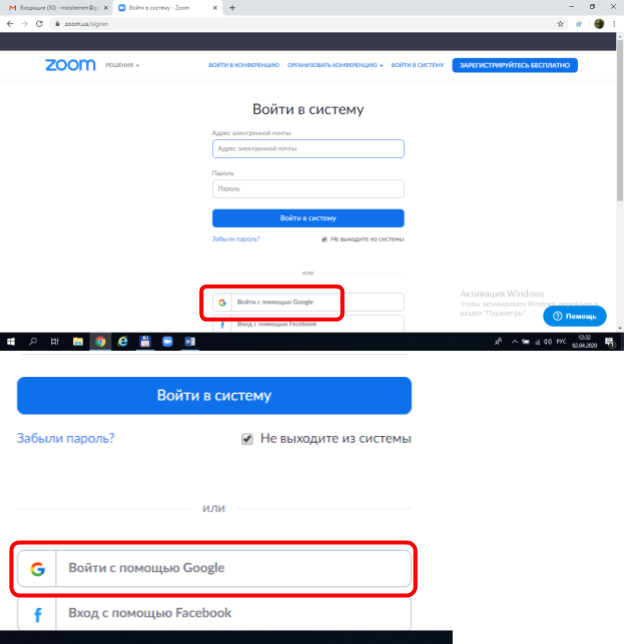 Входящие (30) - meisterrem@g
Войти в систему - Zoom
zoom.us/signin
zoom РЕШЕНИЯ ВОЙТИ В КОНФЕРЕНЦИЮ ОРГАНИЗОВАТЬ КОНФЕРЕНЦИЮ ВОЙТИ В СИСТЕМУ ЗАРЕГИСТРИРУЙТЕСЬ БЕСПЛАТНО
Войти в систему
Адрес электронной почты
Адрес электронной почты
Пароль
Пароль
Войти в систему
Забыли пароль? Не выходите из системы
или
Войти с помощью Google
Вход с помощью Facebook
Активация Windows
Чтобы активировать Windows, перейдите в
раздел "Параметры".
Помощь
РУС 12:32
02.04.2020
Войти в систему
Забыли пароль? Не выходите из системы
или
Войти с помощью Google
Вход с помощью Facebook